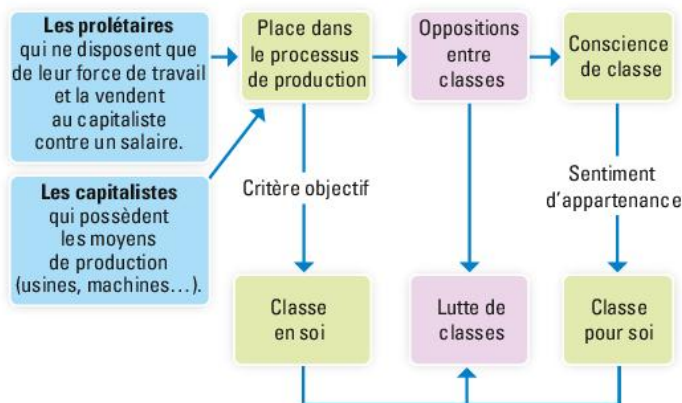 Les prolétaires
qui ne disposent que
de leur force de travail
et la vendent
au capitaliste
contre un salaire.
Place dans
le processus
de production
Oppositions
entre
classes
Conscience
de classe
Les capitalistes
qui possèdent
les moyens
de production
(usines, machines…).
Critère objectif
Sentiment
d'appartenance
Classe
en soi
Lutte de
classes
Classe
pour soi